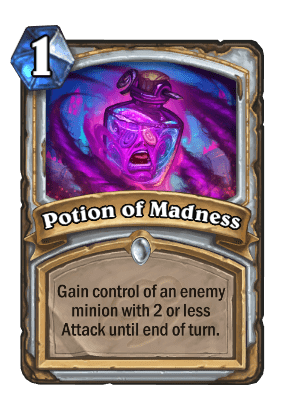 1
Potion of Madness
Gain control of an enemy
minion with 2 or less
Attack until end of turn.